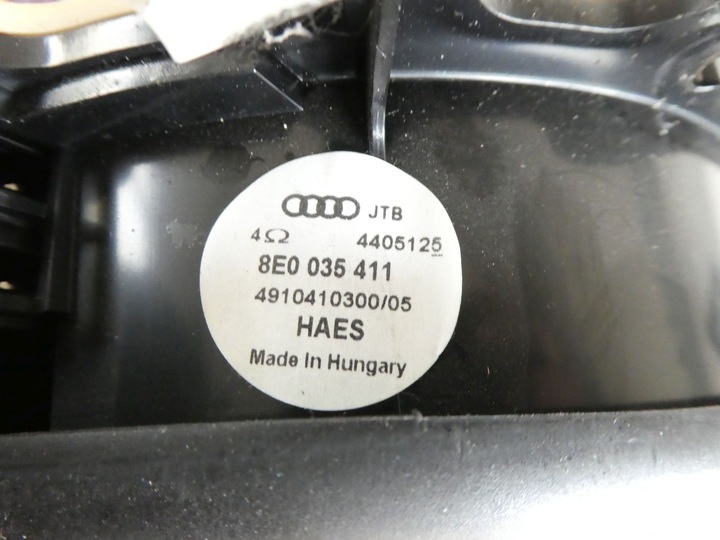 JTB
4Ω 4405125
8E0 035 411
4910410300/05
HAES
Made In Hungary